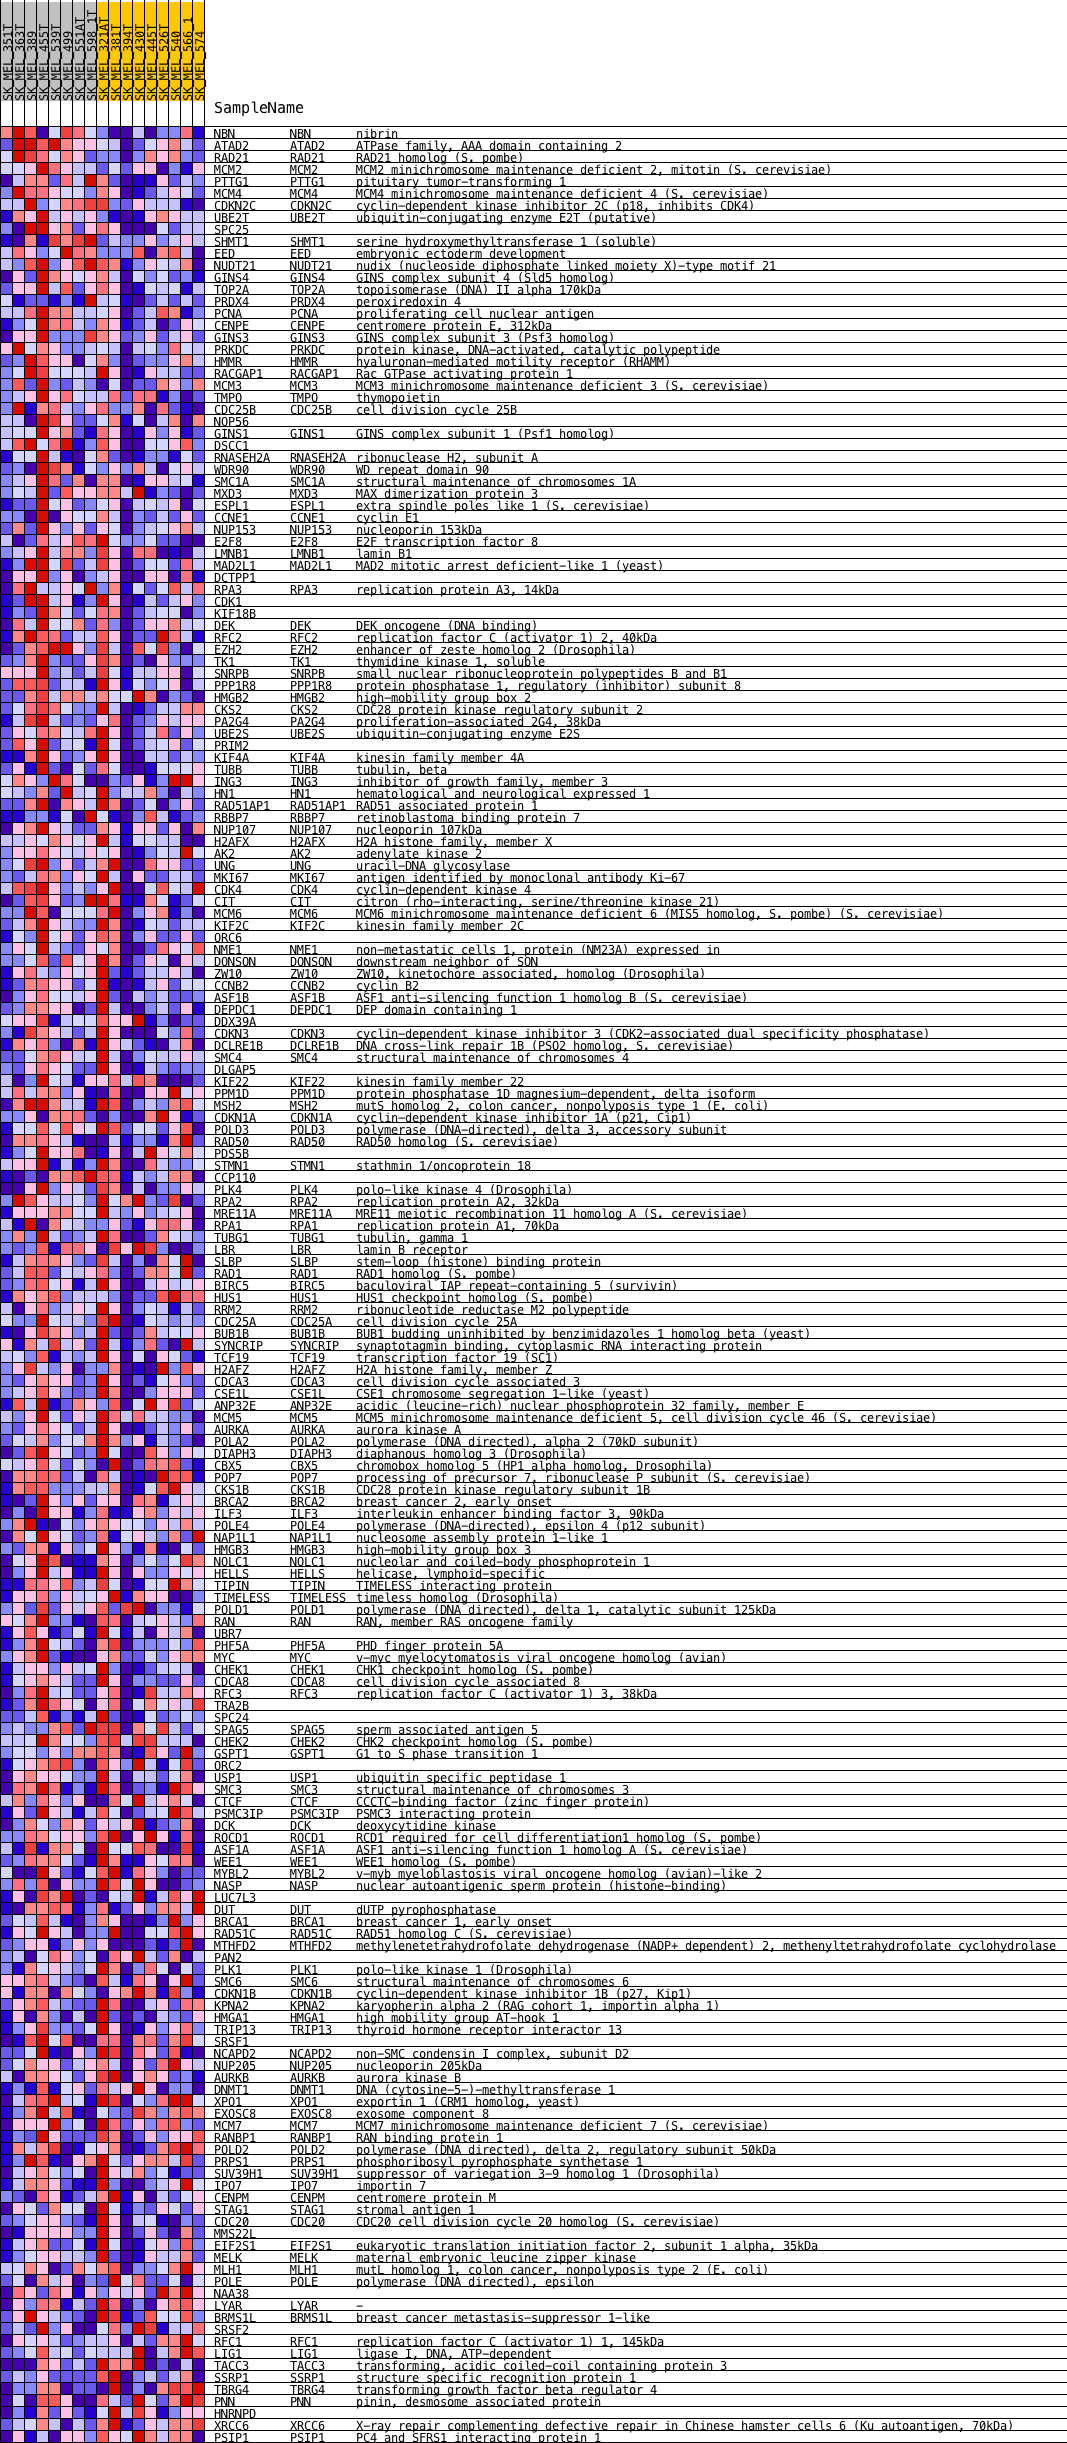 SK_MEL_351T
SK_MEL_363T
SK_MEL_389
SK_MEL_455T
SK_MEL_539T
SK_MEL_499
SK_MEL_551AT
SK_MEL_598_1T
SK_MEL_321AT
SK_MEL_381T
SK_MEL_394T
SK_MEL_430T
SK_MEL_445T
SK_MEL_526T
SK_MEL_540
SK_MEL_566_1
SK_MEL_574
SampleName
NBN NBN nibrin
ATAD2 ATAD2 ATPase family, AAA domain containing 2
RAD21 RAD21 RAD21 homolog (S. pombe)
MCM2 MCM2 MCM2 minichromosome maintenance deficient 2, mitotin (S. cerevisiae)
PTTG1 PTTG1 pituitary tumor-transforming 1
MCM4 MCM4 MCM4 minichromosome maintenance deficient 4 (S. cerevisiae)
CDKN2C CDKN2C cyclin-dependent kinase inhibitor 2C (p18, inhibits CDK4)
UBE2T UBE2T ubiquitin-conjugating enzyme E2T (putative)
SPC25
SHMT1 SHMT1 serine hydroxymethyltransferase 1 (soluble)
EED EED embryonic ectoderm development
NUDT21 NUDT21 nudix (nucleoside diphosphate linked moiety X)-type motif 21
GINS4 GINS4 GINS complex subunit 4 (Sld5 homolog)
TOP2A TOP2A topoisomerase (DNA) II alpha 170kDa
PRDX4 PRDX4 peroxiredoxin 4
PCNA PCNA proliferating cell nuclear antigen
CENPE CENPE centromere protein E, 312kDa
GINS3 GINS3 GINS complex subunit 3 (Psf3 homolog)
PRKDC PRKDC protein kinase, DNA-activated, catalytic polypeptide
HMMR HMMR hyaluronan-mediated motility receptor (RHAMM)
RACGAP1 RACGAP1 Rac GTPase activating protein 1
MCM3 MCM3 MCM3 minichromosome maintenance deficient 3 (S. cerevisiae)
TMPO TMPO thymopoietin
CDC25B CDC25B cell division cycle 25B
NOP56
GINS1 GINS1 GINS complex subunit 1 (Psf1 homolog)
DSCC1
RNASEH2A RNASEH2A ribonuclease H2, subunit A
WDR90 WDR90 WD repeat domain 90
SMC1A SMC1A structural maintenance of chromosomes 1A
MXD3 MXD3 MAX dimerization protein 3
ESPL1 ESPL1 extra spindle poles like 1 (S. cerevisiae)
CCNE1 CCNE1 cyclin E1
NUP153 NUP153 nucleoporin 153kDa
E2F8 E2F8 E2F transcription factor 8
LMNB1 LMNB1 lamin B1
MAD2L1 MAD2L1 MAD2 mitotic arrest deficient-like 1 (yeast)
DCTPP1
RPA3 RPA3 replication protein A3, 14kDa
CDK1
KIF18B
DEK DEK DEK oncogene (DNA binding)
RFC2 RFC2 replication factor C (activator 1) 2, 40kDa
EZH2 EZH2 enhancer of zeste homolog 2 (Drosophila)
TK1 TK1 thymidine kinase 1, soluble
SNRPB SNRPB small nuclear ribonucleoprotein polypeptides B and B1
PPP1R8 PPP1R8 protein phosphatase 1, regulatory (inhibitor) subunit 8
HMGB2 HMGB2 high-mobility group box 2
CKS2 CKS2 CDC28 protein kinase regulatory subunit 2
PA2G4 PA2G4 proliferation-associated 2G4, 38kDa
UBE2S UBE2S ubiquitin-conjugating enzyme E2S
PRIM2
KIF4A KIF4A kinesin family member 4A
TUBB TUBB tubulin, beta
ING3 ING3 inhibitor of growth family, member 3
HN1 HN1 hematological and neurological expressed 1
RAD51AP1 RAD51AP1 RAD51 associated protein 1
RBBP7 RBBP7 retinoblastoma binding protein 7
NUP107 NUP107 nucleoporin 107kDa
H2AFX H2AFX H2A histone family, member X
AK2 AK2 adenylate kinase 2
UNG UNG uracil-DNA glycosylase
MKI67 MKI67 antigen identified by monoclonal antibody Ki-67
CDK4 CDK4 cyclin-dependent kinase 4
CIT CIT citron (rho-interacting, serine/threonine kinase 21)
MCM6 MCM6 MCM6 minichromosome maintenance deficient 6 (MIS5 homolog, S. pombe) (S. cerevisiae)
KIF2C KIF2C kinesin family member 2C
ORC6
NME1 NME1 non-metastatic cells 1, protein (NM23A) expressed in
DONSON DONSON downstream neighbor of SON
ZW10 ZW10 ZW10, kinetochore associated, homolog (Drosophila)
CCNB2 CCNB2 cyclin B2
ASF1B ASF1B ASF1 anti-silencing function 1 homolog B (S. cerevisiae)
DEPDC1 DEPDC1 DEP domain containing 1
DDX39A
CDKN3 CDKN3 cyclin-dependent kinase inhibitor 3 (CDK2-associated dual specificity phosphatase)
DCLRE1B DCLRE1B DNA cross-link repair 1B (PSO2 homolog, S. cerevisiae)
SMC4 SMC4 structural maintenance of chromosomes 4
DLGAP5
KIF22 KIF22 kinesin family member 22
PPM1D PPM1D protein phosphatase 1D magnesium-dependent, delta isoform
MSH2 MSH2 mutS homolog 2, colon cancer, nonpolyposis type 1 (E. coli)
CDKN1A CDKN1A cyclin-dependent kinase inhibitor 1A (p21, Cip1)
POLD3 POLD3 polymerase (DNA-directed), delta 3, accessory subunit
RAD50 RAD50 RAD50 homolog (S. cerevisiae)
PDS5B
STMN1 STMN1 stathmin 1/oncoprotein 18
CCP110
PLK4 PLK4 polo-like kinase 4 (Drosophila)
RPA2 RPA2 replication protein A2, 32kDa
MRE11A MRE11A MRE11 meiotic recombination 11 homolog A (S. cerevisiae)
RPA1 RPA1 replication protein A1, 70kDa
TUBG1 TUBG1 tubulin, gamma 1
LBR LBR lamin B receptor
SLBP SLBP stem-loop (histone) binding protein
RAD1 RAD1 RAD1 homolog (S. pombe)
BIRC5 BIRC5 baculoviral IAP repeat-containing 5 (survivin)
HUS1 HUS1 HUS1 checkpoint homolog (S. pombe)
RRM2 RRM2 ribonucleotide reductase M2 polypeptide
CDC25A CDC25A cell division cycle 25A
BUB1B BUB1B BUB1 budding uninhibited by benzimidazoles 1 homolog beta (yeast)
SYNCRIP SYNCRIP synaptotagmin binding, cytoplasmic RNA interacting protein
TCF19 TCF19 transcription factor 19 (SC1)
H2AFZ H2AFZ H2A histone family, member Z
CDCA3 CDCA3 cell division cycle associated 3
CSE1L CSE1L CSE1 chromosome segregation 1-like (yeast)
ANP32E ANP32E acidic (leucine-rich) nuclear phosphoprotein 32 family, member E
MCM5 MCM5 MCM5 minichromosome maintenance deficient 5, cell division cycle 46 (S. cerevisiae)
AURKA AURKA aurora kinase A
POLA2 POLA2 polymerase (DNA directed), alpha 2 (70kD subunit)
DIAPH3 DIAPH3 diaphanous homolog 3 (Drosophila)
CBX5 CBX5 chromobox homolog 5 (HP1 alpha homolog, Drosophila)
POP7 POP7 processing of precursor 7, ribonuclease P subunit (S. cerevisiae)
CKS1B CKS1B CDC28 protein kinase regulatory subunit 1B
BRCA2 BRCA2 breast cancer 2, early onset
ILF3 ILF3 interleukin enhancer binding factor 3, 90kDa
POLE4 POLE4 polymerase (DNA-directed), epsilon 4 (p12 subunit)
NAP1L1 NAP1L1 nucleosome assembly protein 1-like 1
HMGB3 HMGB3 high-mobility group box 3
NOLC1 NOLC1 nucleolar and coiled-body phosphoprotein 1
HELLS HELLS helicase, lymphoid-specific
TIPIN TIPIN TIMELESS interacting protein
TIMELESS TIMELESS timeless homolog (Drosophila)
POLD1 POLD1 polymerase (DNA directed), delta 1, catalytic subunit 125kDa
RAN RAN RAN, member RAS oncogene family
UBR7
PHF5A PHF5A PHD finger protein 5A
MYC MYC v-myc myelocytomatosis viral oncogene homolog (avian)
CHEK1 CHEK1 CHK1 checkpoint homolog (S. pombe)
CDCA8 CDCA8 cell division cycle associated 8
RFC3 RFC3 replication factor C (activator 1) 3, 38kDa
TRA2B
SPC24
SPAG5 SPAG5 sperm associated antigen 5
CHEK2 CHEK2 CHK2 checkpoint homolog (S. pombe)
GSPT1 GSPT1 G1 to S phase transition 1
ORC2
USP1 USP1 ubiquitin specific peptidase 1
SMC3 SMC3 structural maintenance of chromosomes 3
CTCF CTCF CCCTC-binding factor (zinc finger protein)
PSMC3IP PSMC3IP PSMC3 interacting protein
DCK DCK deoxycytidine kinase
RQCD1 RQCD1 RCD1 required for cell differentiation1 homolog (S. pombe)
ASF1A ASF1A ASF1 anti-silencing function 1 homolog A (S. cerevisiae)
WEE1 WEE1 WEE1 homolog (S. pombe)
MYBL2 MYBL2 v-myb myeloblastosis viral oncogene homolog (avian)-like 2
NASP NASP nuclear autoantigenic sperm protein (histone-binding)
LUC7L3
DUT DUT dUTP pyrophosphatase
BRCA1 BRCA1 breast cancer 1, early onset
RAD51C RAD51C RAD51 homolog C (S. cerevisiae)
MTHFD2 MTHFD2 methylenetetrahydrofolate dehydrogenase (NADP+ dependent) 2, methenyltetrahydrofolate cyclohydrolase
PAN2
PLK1 PLK1 polo-like kinase 1 (Drosophila)
SMC6 SMC6 structural maintenance of chromosomes 6
CDKN1B CDKN1B cyclin-dependent kinase inhibitor 1B (p27, Kip1)
KPNA2 KPNA2 karyopherin alpha 2 (RAG cohort 1, importin alpha 1)
HMGA1 HMGA1 high mobility group AT-hook 1
TRIP13 TRIP13 thyroid hormone receptor interactor 13
SRSF1
NCAPD2 NCAPD2 non-SMC condensin I complex, subunit D2
NUP205 NUP205 nucleoporin 205kDa
AURKB AURKB aurora kinase B
DNMT1 DNMT1 DNA (cytosine-5-)-methyltransferase 1
XPO1 XPO1 exportin 1 (CRM1 homolog, yeast)
EXOSC8 EXOSC8 exosome component 8
MCM7 MCM7 MCM7 minichromosome maintenance deficient 7 (S. cerevisiae)
RANBP1 RANBP1 RAN binding protein 1
POLD2 POLD2 polymerase (DNA directed), delta 2, regulatory subunit 50kDa
PRPS1 PRPS1 phosphoribosyl pyrophosphate synthetase 1
SUV39H1 SUV39H1 suppressor of variegation 3-9 homolog 1 (Drosophila)
IPO7 IPO7 importin 7
CENPM CENPM centromere protein M
STAG1 STAG1 stromal antigen 1
CDC20 CDC20 CDC20 cell division cycle 20 homolog (S. cerevisiae)
MMS22L
EIF2S1 EIF2S1 eukaryotic translation initiation factor 2, subunit 1 alpha, 35kDa
MELK MELK maternal embryonic leucine zipper kinase
MLH1 MLH1 mutL homolog 1, colon cancer, nonpolyposis type 2 (E. coli)
POLE POLE polymerase (DNA directed), epsilon
NAA38
LYAR LYAR -
BRMS1L BRMS1L breast cancer metastasis-suppressor 1-like
SRSF2
RFC1 RFC1 replication factor C (activator 1) 1, 145kDa
LIG1 LIG1 ligase I, DNA, ATP-dependent
TACC3 TACC3 transforming, acidic coiled-coil containing protein 3
SSRP1 SSRP1 structure specific recognition protein 1
TBRG4 TBRG4 transforming growth factor beta regulator 4
PNN PNN pinin, desmosome associated protein
HNRNPD
XRCC6 XRCC6 X-ray repair complementing defective repair in Chinese hamster cells 6 (Ku autoantigen, 70kDa)
PSIP1 PSIP1 PC4 and SFRS1 interacting protein 1